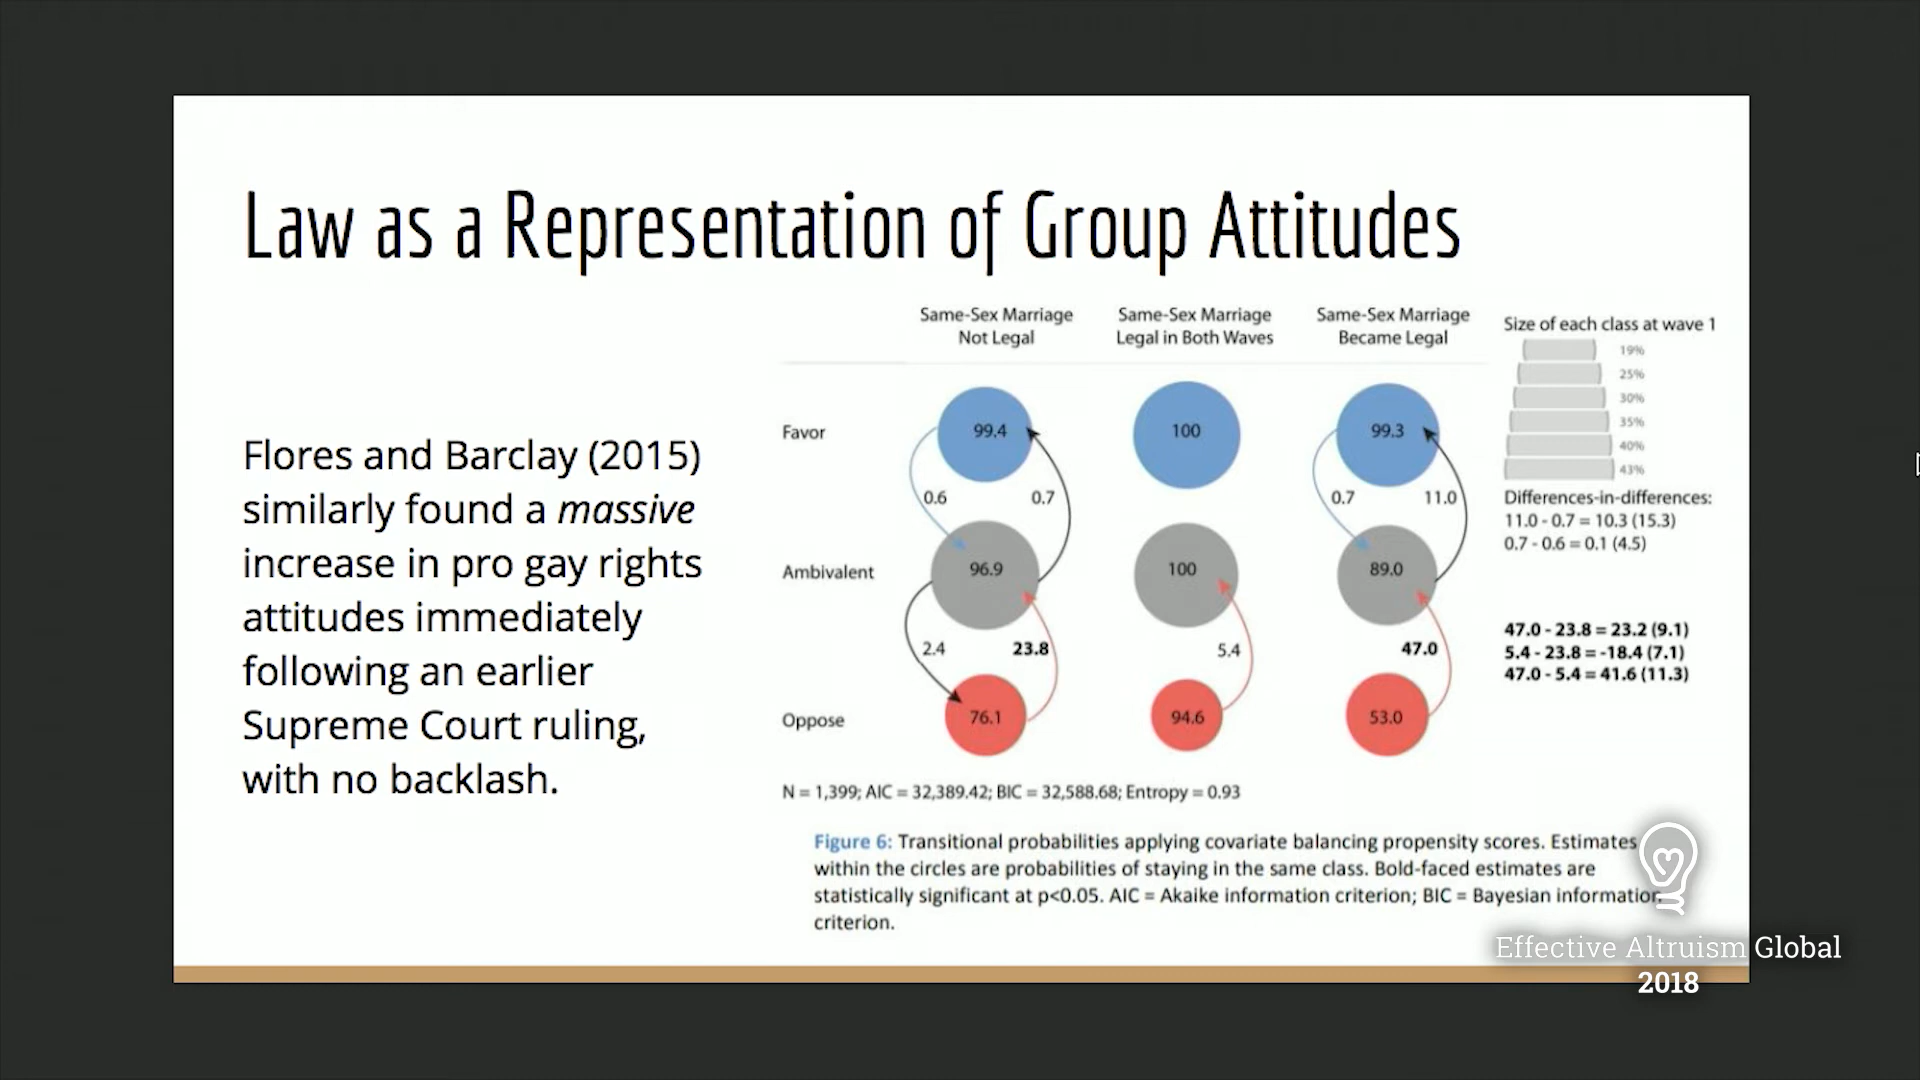 Law as a Representation of Group Attitudes
Flores and Barclay (2015)
similarly found a massive
increase in pro gay rights
attitudes immediately
following an earlier
Supreme Court ruling,
with no backlash.
Same-Sex Marriage
Not Legal
Same-Sex Marriage
Legal in Both Waves
Same-Sex Marriage
Became Legal
Size of each class at wave 1
19%
25%
30%
35%
40%
43%
Favor
99.4
100
99.3
0.6
0.7
0.7
11.0
Differences-in-differences:
11.0 - 0.7 = 10.3 (15.3)
0.7 - 0.6 = 0.1 (4.5)
Ambivalent
96.9
100
89.0
2.4
23.8
5.4
47.0
47.0 - 23.8 = 23.2 (9.1)
5.4 - 23.8 = -18.4 (7.1)
47.0 - 5.4 = 41.6 (11.3)
Oppose
76.1
94.6
53.0
N = 1,399; AIC = 32,389.42; BIC = 32,588.68; Entropy = 0.93
Figure 6: Transitional probabilities applying covariate balancing propensity scores. Estimates
within the circles are probabilities of staying in the same class. Bold-faced estimates are
statistically significant at p<0.05. AIC = Akaike information criterion; BIC = Bayesian information
criterion.
Effective Altruism Global
2018